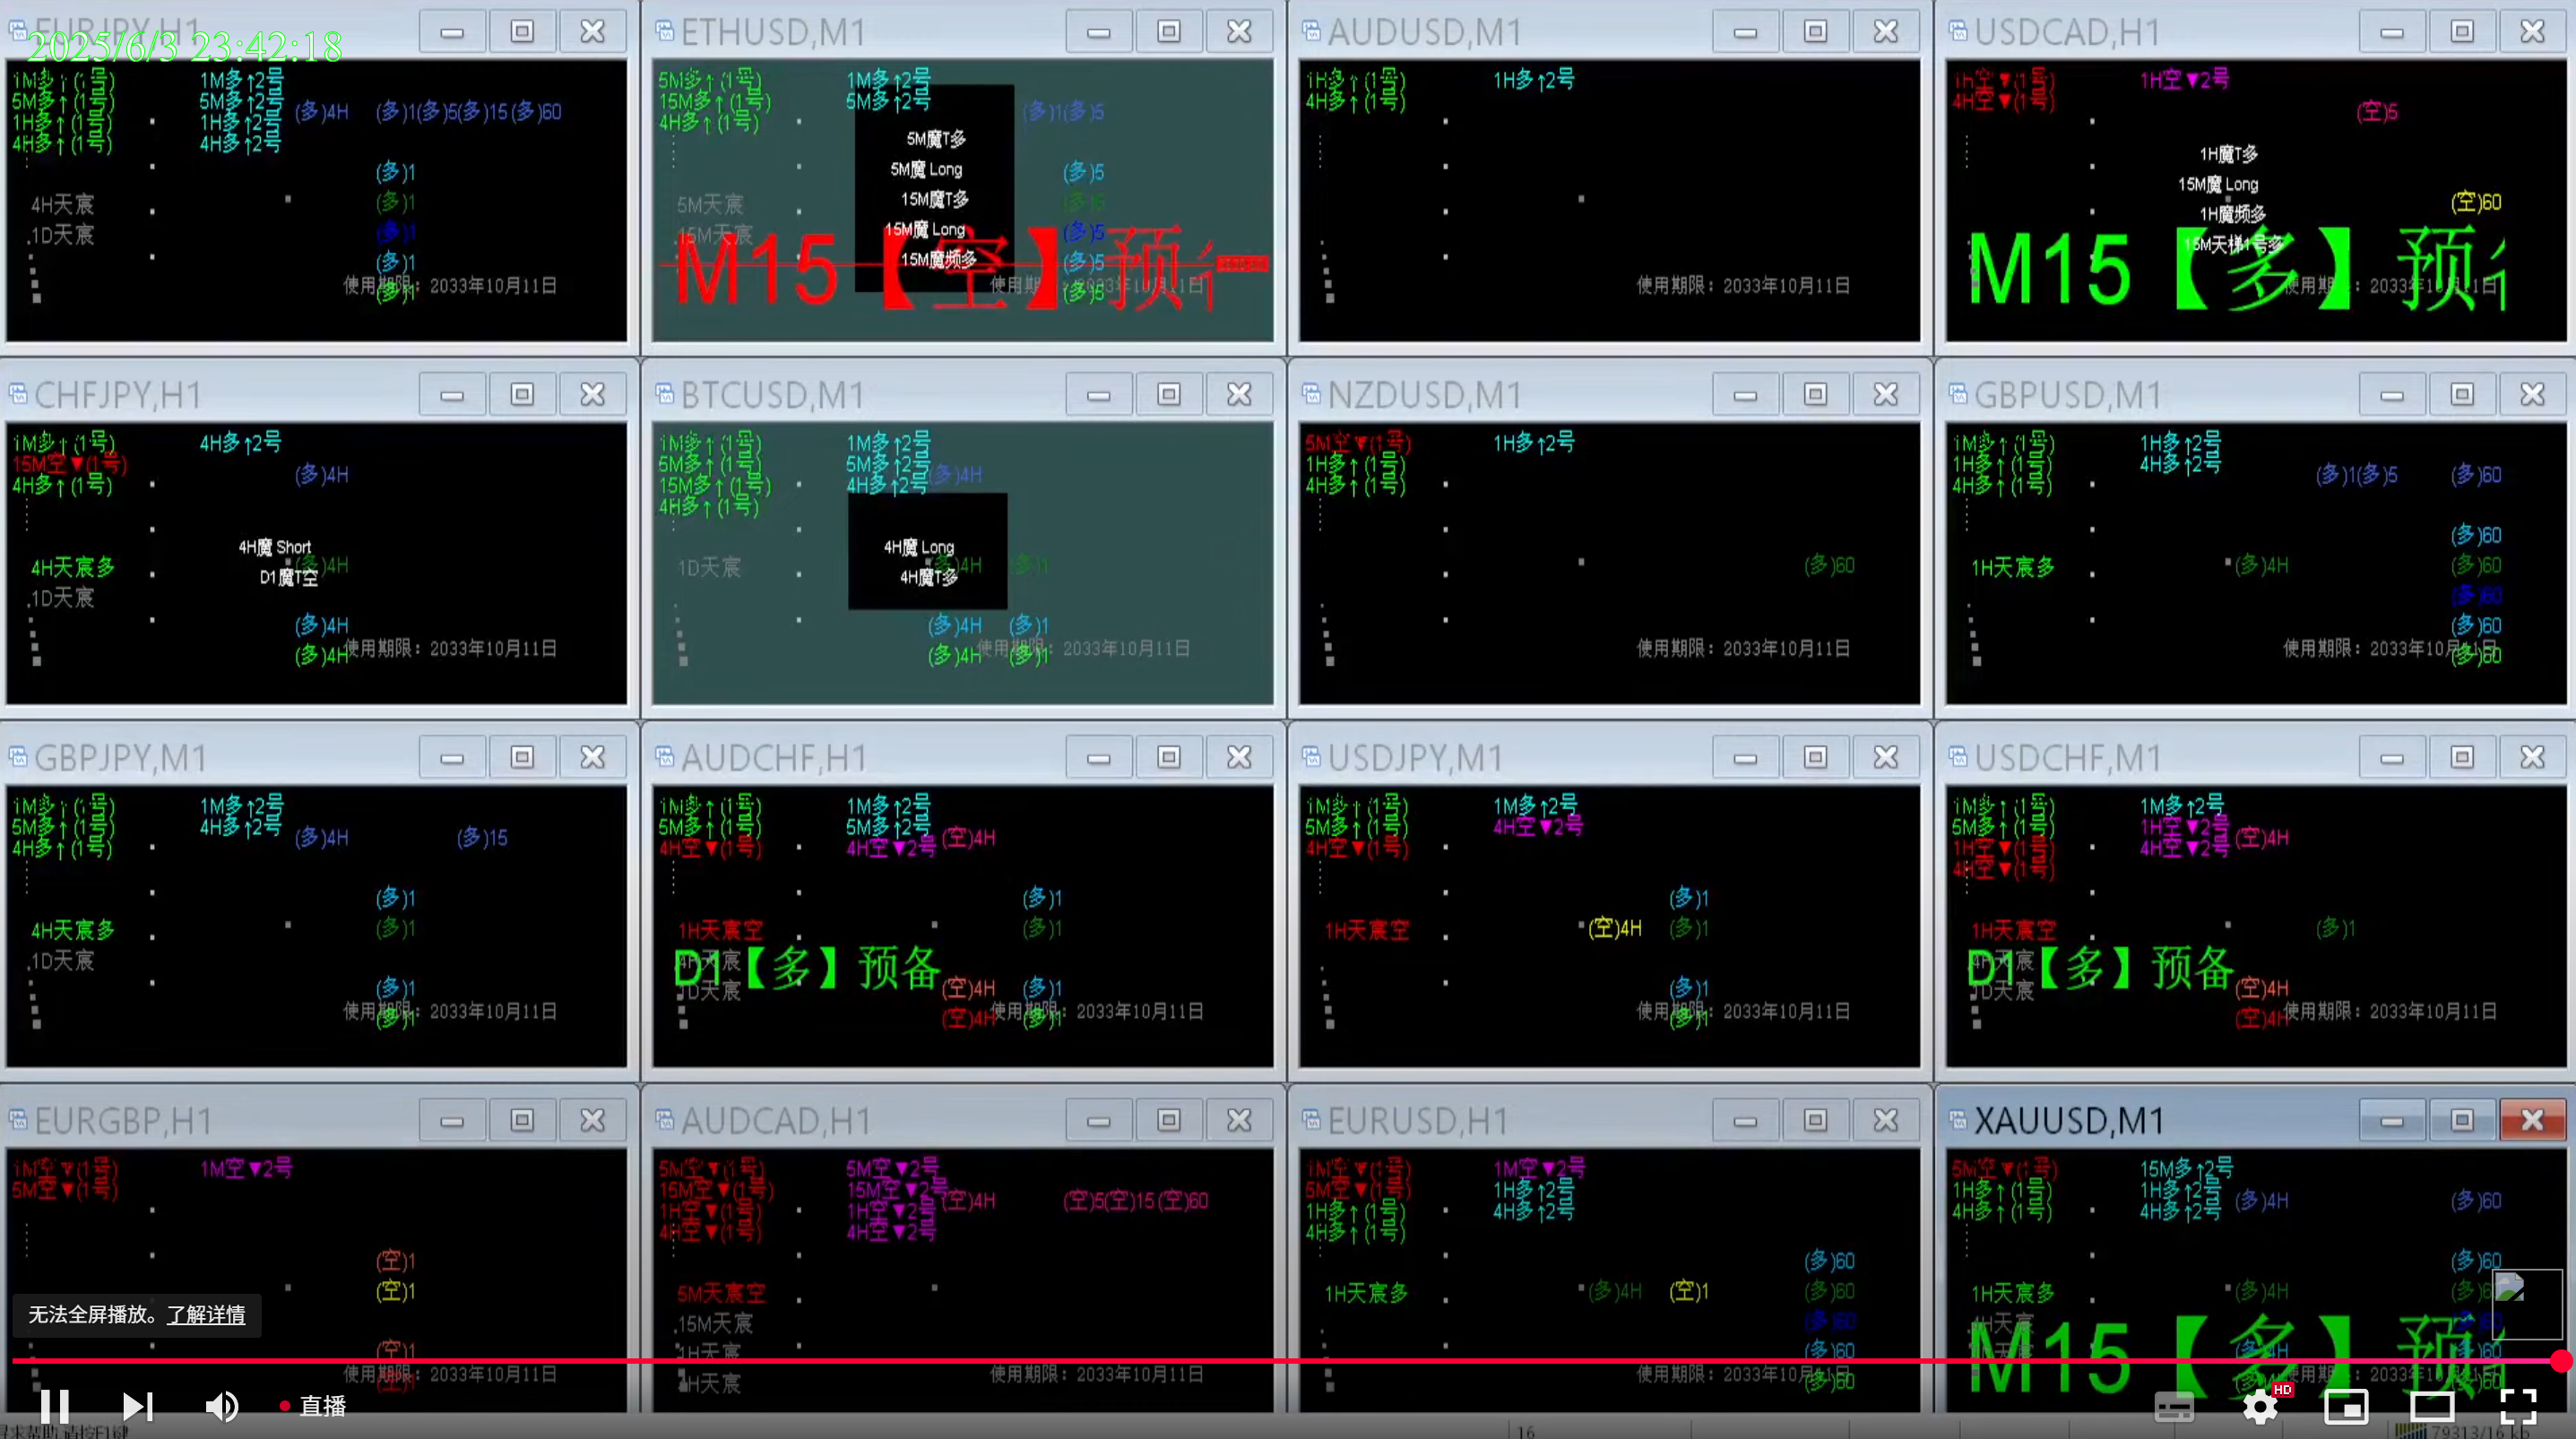 EURJPY,H1
2025/6/3 23:42:18
1M多↑(1号)
5M多↑(1号)
1H多↑(1号)
4H多↑(1号)
1M多↑2号
5M多↑2号
1H多↑2号
4H多↑2号
(多)4H
(多)1(多)5(多)15(多)60
(多)1
(多)1
(多)1
(多)1
(多)1
4H天宸
1D天宸
使用期限：2033年10月11日
ETHUSD,M1
5M多↑(1号)
15M多↑(1号)
4H多↑(1号)
1M多↑2号
5M多↑2号
(多)1(多)5
5M魔T多
5M魔 Long
15M魔T多
15M魔 Long
15M魔频多
(多)5
(多)5
(多)5
(多)5
5M天宸
15M天宸
M15【空】预
AUDUSD,M1
1H多↑(1号)
4H多↑(1号)
1H多↑2号
使用期限：2033年10月11日
USDCAD,H1
1H空▼(1号)
4H空▼(1号)
1H空▼2号
(空)5
1H魔T多
15M魔 Long
1H魔频多
15M天梯1号多
(空)60
M15【多】预
使用期限：2033年10月11日
CHFJPY,H1
1M多↑(1号)
15M空▼(1号)
4H多↑(1号)
4H多↑2号
(多)4H
4H魔 Short
(多)4H
D1魔T空
4H天宸多
1D天宸
(多)4H
(多)4H
使用期限：2033年10月11日
BTCUSD,M1
1M多↑(1号)
5M多↑(1号)
15M多↑(1号)
4H多↑(1号)
1M多↑2号
5M多↑2号
4H多↑2号
(多)4H
4H魔 Long
(多)4H
(多)1
4H魔T多
1D天宸
(多)4H
(多)1
(多)4H
(多)1
使用期限：2033年10月11日
NZDUSD,M1
5M空▼(1号)
1H多↑(1号)
4H多↑(1号)
1H多↑2号
(多)60
使用期限：2033年10月11日
GBPUSD,M1
1M多↑(1号)
1H多↑(1号)
4H多↑(1号)
1H多↑2号
4H多↑2号
(多)1(多)5
(多)60
(多)60
1H天宸多
(多)4H
(多)60
(多)60
(多)60
(多)60
使用期限：2033年10月11日
GBPJPY,M1
1M多↑(1号)
5M多↑(1号)
4H多↑(1号)
1M多↑2号
4H多↑2号
(多)4H
(多)15
(多)1
4H天宸多
(多)1
1D天宸
(多)1
(多)1
使用期限：2033年10月11日
AUDCHF,H1
1M多↑(1号)
5M多↑(1号)
4H空▼(1号)
1M多↑2号
5M多↑2号
4H空▼2号
(空)4H
(多)1
1H天宸空
(多)1
4H天宸
D1【多】预备
1D天宸
(空)4H
(多)1
(空)4H
(多)1
使用期限：2033年10月11日
USDJPY,M1
1M多↑(1号)
5M多↑(1号)
4H空▼(1号)
1M多↑2号
4H空▼2号
(多)1
1H天宸空
(空)4H
(多)1
(多)1
(多)1
使用期限：2033年10月11日
USDCHF,M1
1M多↑(1号)
5M多↑(1号)
1H空▼(1号)
4H空▼(1号)
1M多↑2号
1H空▼2号
4H空▼2号
(空)4H
1H天宸空
(多)1
4H天宸
D1【多】预备
1D天宸
(空)4H
(空)4H
使用期限：2033年10月11日
EURGBP,H1
1M空▼(1号)
5M空▼(1号)
1M空▼2号
(空)1
(空)1
(空)1
(空)1
使用期限：2033年10月11日
AUDCAD,H1
5M空▼(1号)
15M空▼(1号)
1H空▼(1号)
4H空▼(1号)
5M空▼2号
15M空▼2号
1H空▼2号
4H空▼2号
(空)4H
(空)5(空)15(空)60
5M天宸空
15M天宸
1H天宸
4H天宸
使用期限：2033年10月11日
EURUSD,H1
1M空▼(1号)
5M空▼(1号)
1H多↑(1号)
4H多↑(1号)
1M空▼2号
1H多↑2号
4H多↑2号
(多)60
1H天宸多
(多)4H
(空)1
(多)60
(多)60
(多)60
(多)60
使用期限：2033年10月11日
XAUUSD,M1
5M空▼(1号)
1H多↑(1号)
4H多↑(1号)
15M多↑2号
1H多↑2号
4H多↑2号
(多)4H
(多)60
(多)60
1H天宸多
(多)4H
4H天宸
M15【多】预
使用期限：2033年10月11日
无法全屏播放。了解详情
直播
HD
16